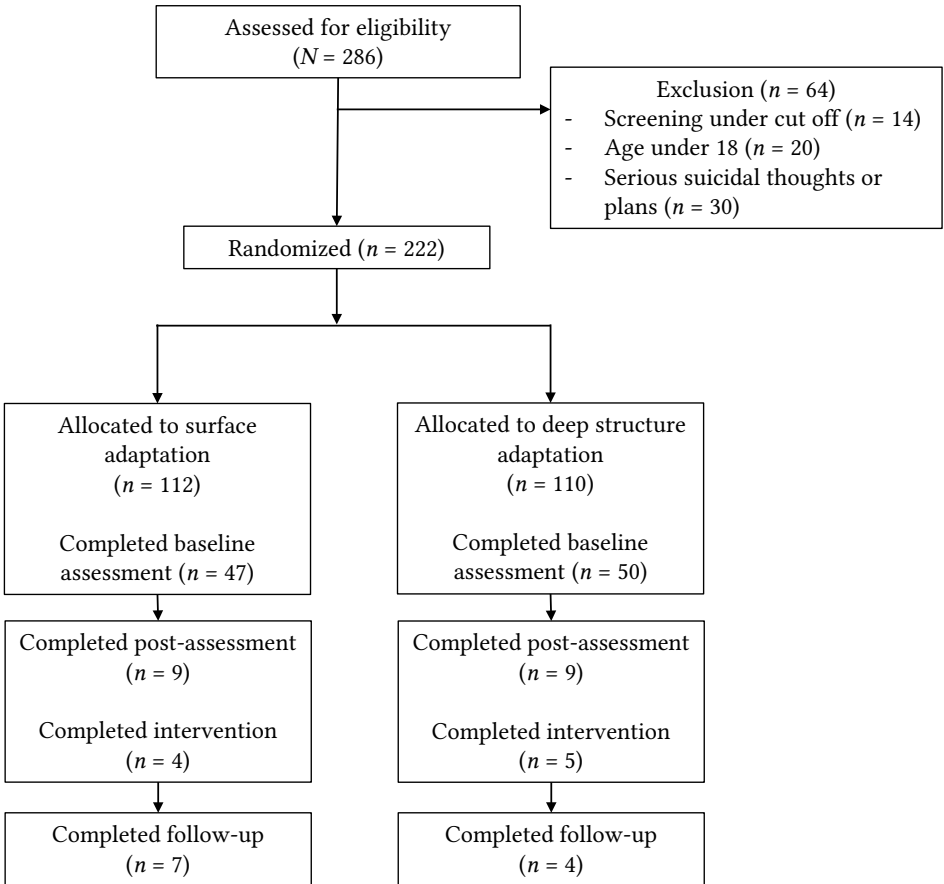 Assessed for eligibility
(N = 286)
Exclusion (n = 64)
- Screening under cut off (n = 14)
- Age under 18 (n = 20)
- Serious suicidal thoughts or
plans (n = 30)
Randomized (n = 222)
Allocated to surface
adaptation
(n = 112)
Completed baseline
assessment (n = 47)
Allocated to deep structure
adaptation
(n = 110)
Completed baseline
assessment (n = 50)
Completed post-assessment
(n = 9)
Completed intervention
(n = 4)
Completed post-assessment
(n = 9)
Completed intervention
(n = 5)
Completed follow-up
(n = 7)
Completed follow-up
(n = 4)